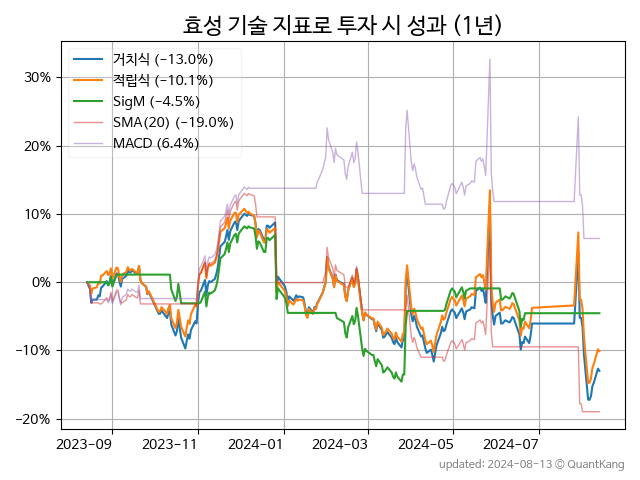 효성 기술 지표로 투자 시 성과 (1년)
거치식 (−13.0%)
적립식 (−10.1%)
SigM (−4.5%)
SMA(20) (−19.0%)
MACD (6.4%)
30%
20%
10%
0%
−10%
−20%
2023-09 2023-11 2024-01 2024-03 2024-05 2024-07
updated: 2024-08-13 ⓒ QuantKang